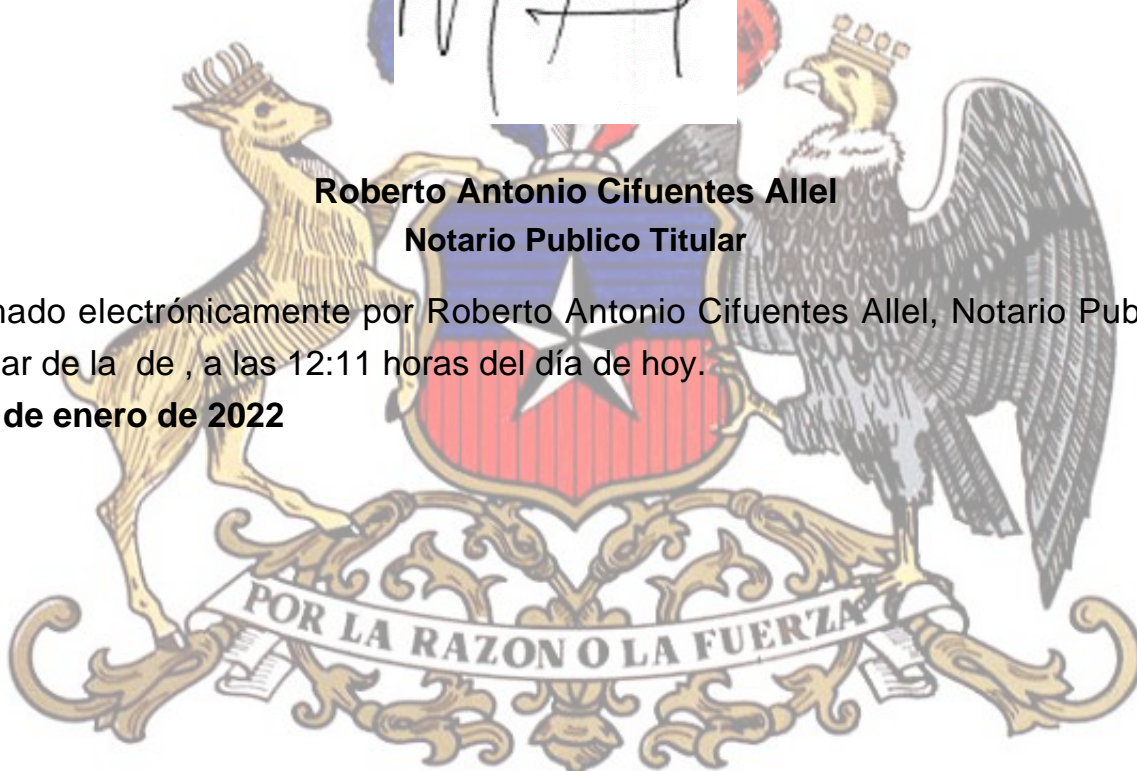 Roberto Antonio Cifuentes Allel
Notario Publico Titular
nado electrónicamente por Roberto Antonio Cifuentes Allel, Notario Pub
ar de la de , a las 12:11 horas del día de hoy.
de enero de 2022
POR LA RAZON O LA FUERZA